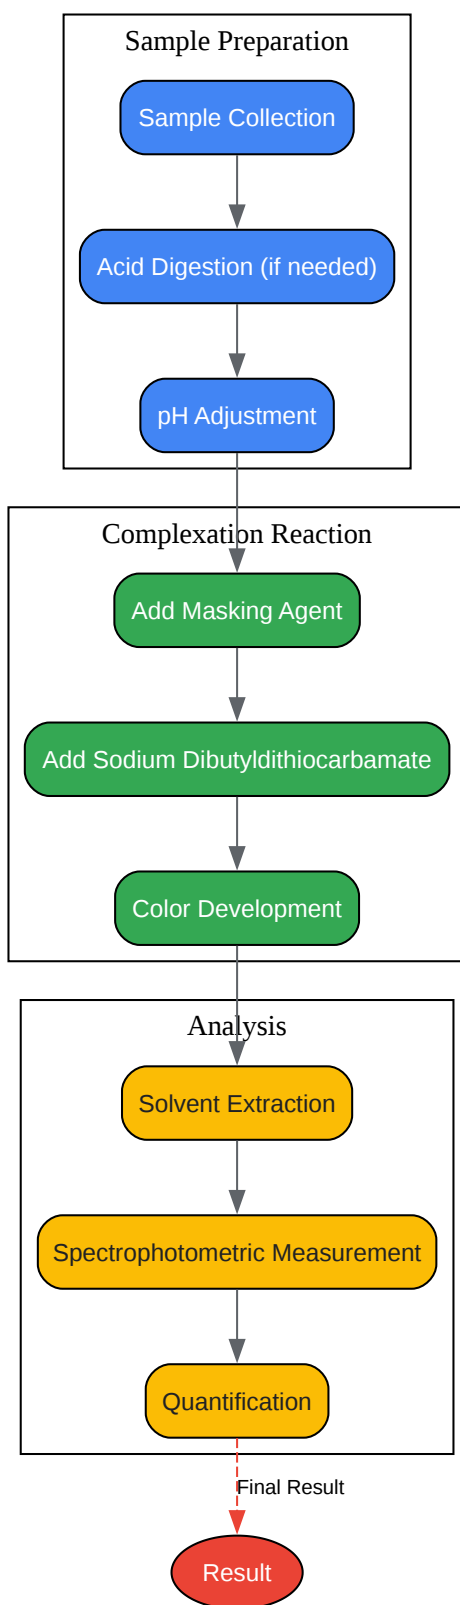 Sample Preparation
Sample Collection
Acid Digestion (if needed)
pH Adjustment
Complexation Reaction
Add Masking Agent
Add Sodium Dibutyldithiocarbamate
Color Development
Analysis
Solvent Extraction
Spectrophotometric Measurement
Quantification
Final Result
Result